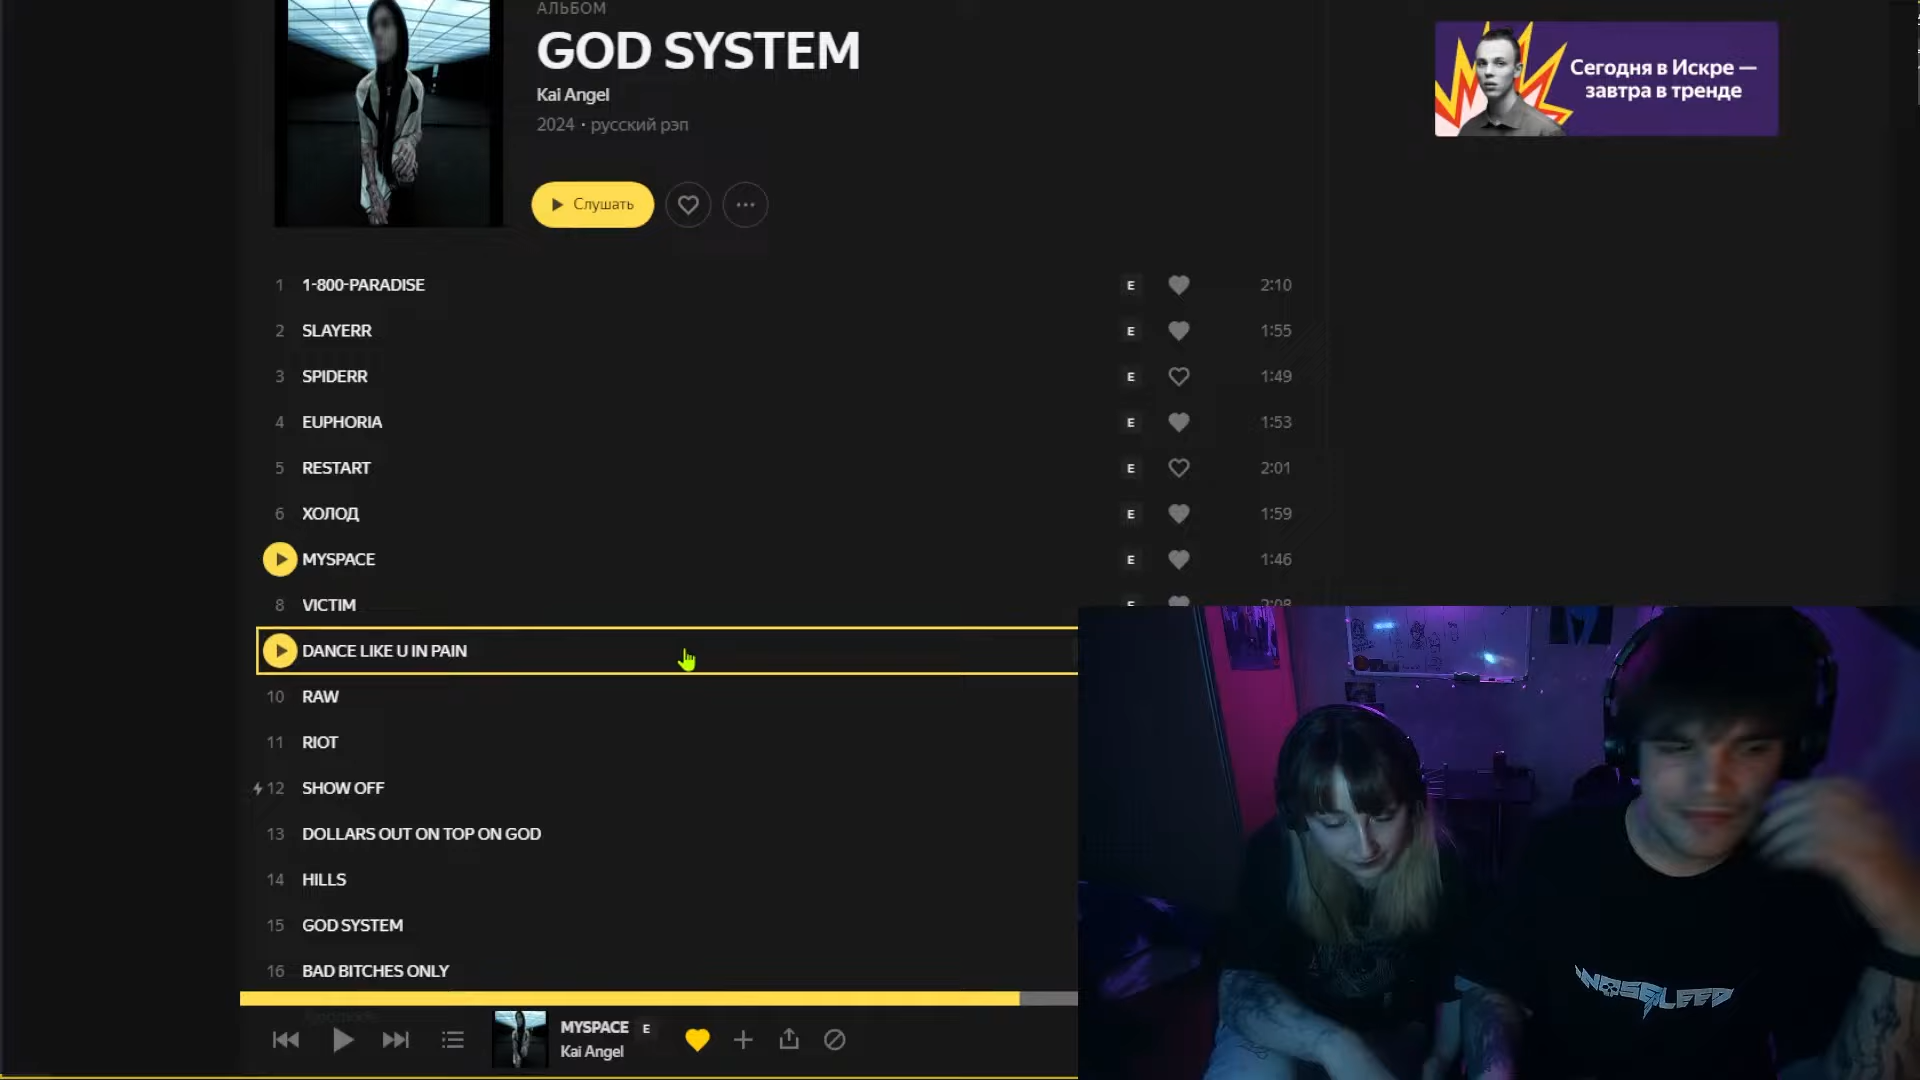 АЛЬБОМ
GOD SYSTEM
Kai Angel
2024 · русский рэп
Слушать
Сегодня в Искре —
завтра в тренде
1 1-800-PARADISE E 2:10
2 SLAYERR E 1:55
3 SPIDERR E 1:49
4 EUPHORIA E 1:53
5 RESTART E 2:01
6 ХОЛОД E 1:59
MYSPACE E 1:46
8 VICTIM E 2:08
DANCE LIKE U IN PAIN
10 RAW
11 RIOT
12 SHOW OFF
13 DOLLARS OUT ON TOP ON GOD
14 HILLS
15 GOD SYSTEM
16 BAD BITCHES ONLY
MYSPACE E
Kai Angel
NOSEBLEED